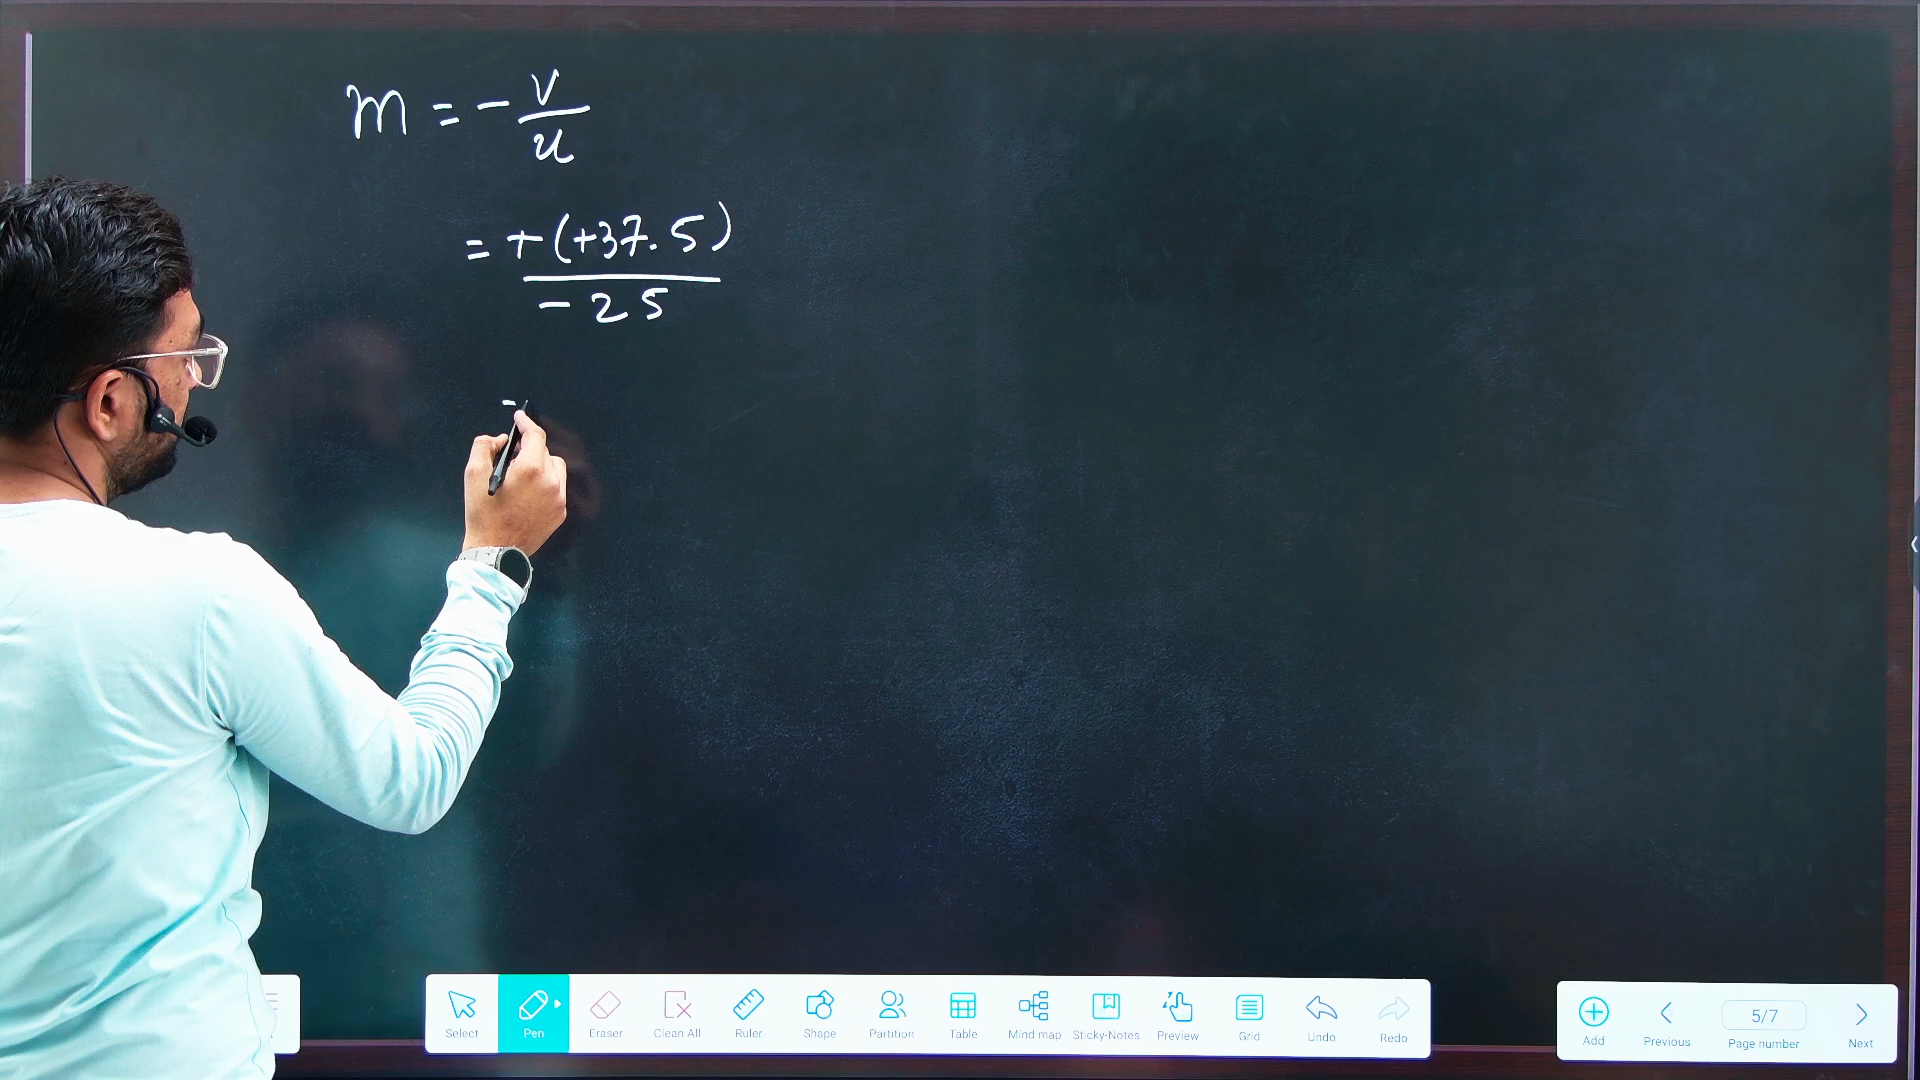 m = - v/u
= +(+37.5)
- 25
-
Select Pen Eraser Clean All Ruler Shape Partition Table Mind map Sticky-Notes Preview Grid Undo Redo
Add Previous 5/7 Page number Next